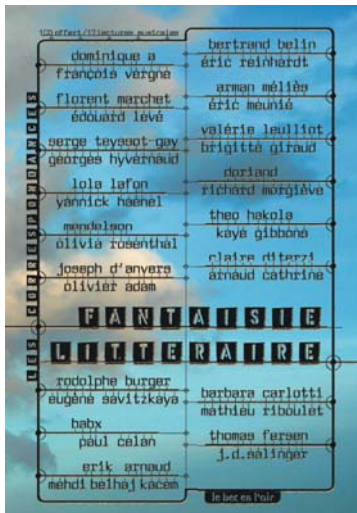 1CD offert/17 lectures musicales
dominique a
françois vergne
florent marchet
édouard lévé
serge teyssot-gay
georges hyvernaud
lola lafon
yannick haenel
mendelson
olivia rosenthal
joseph d'anvers
olivier adam
bertrand belin
éric reinhardt
arman méliès
éric meunié
valérie leulliot
brigitte giraud
doriand
richard morgiève
theo hakola
kaye gibbons
claire diterzi
arnaud cathrine
LES CORRESPONDANCES
FANTAISIE
LITTERAIRE
rodolphe burger
eugène savitzkaya
babx
paul celan
erik arnaud
mehdi belhaj kacem
barbara carlotti
mathieu riboulet
thomas fersen
j.d.salinger
le bec en l'air